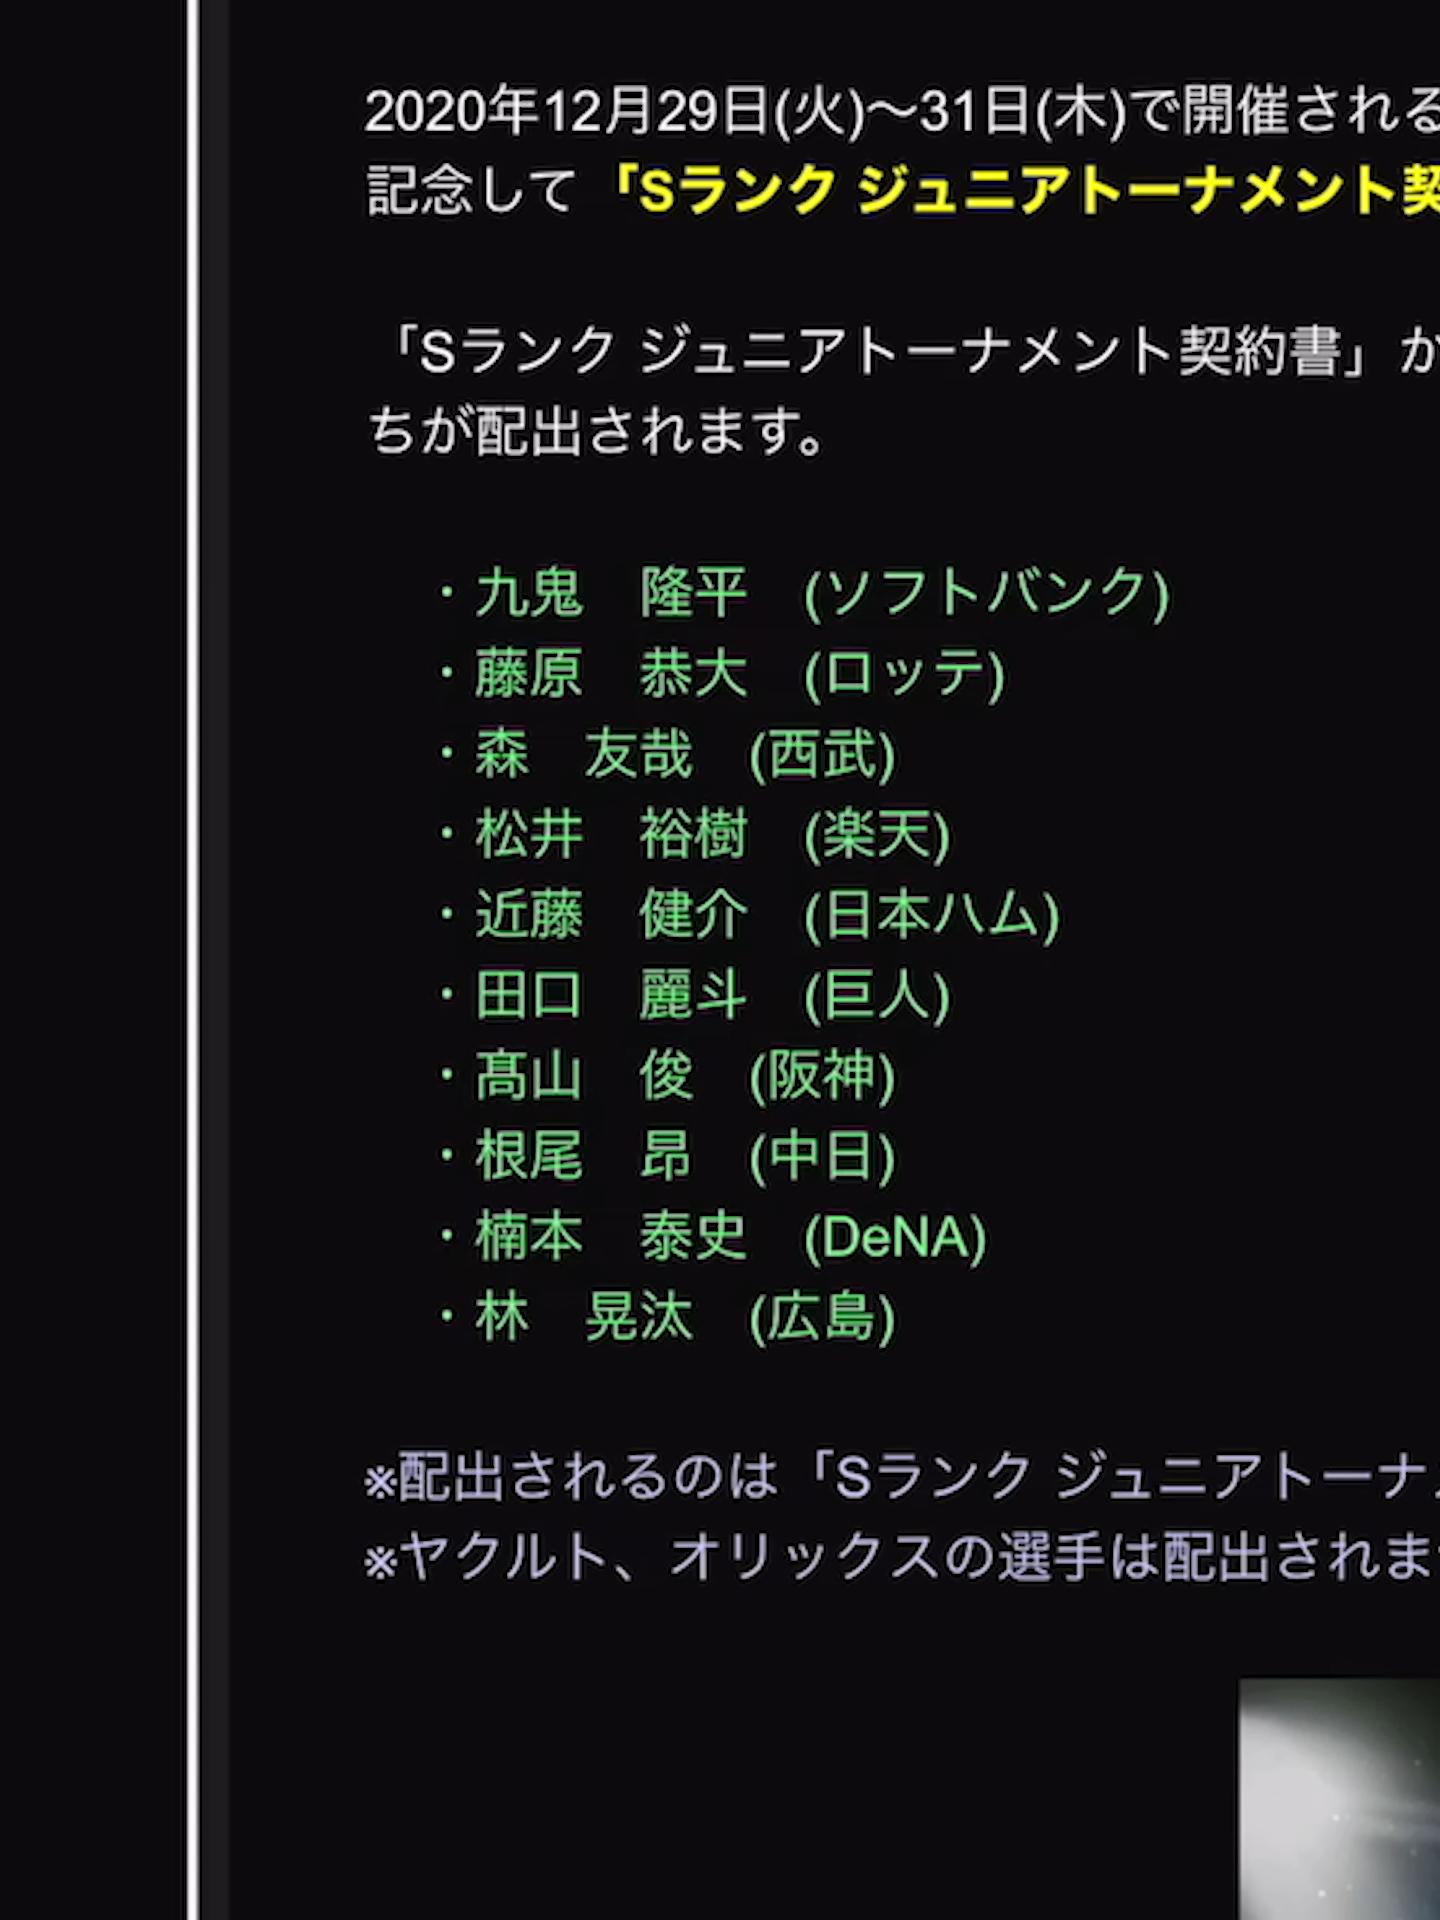 2020年12月29日(火)〜31日(木)で開催される
記念して「Sランク ジュニアトーナメント契
「Sランク ジュニアトーナメント契約書」か
ちが配出されます。
・九鬼　隆平　(ソフトバンク)
・藤原　恭大　(ロッテ)
・森　友哉　(西武)
・松井　裕樹　(楽天)
・近藤　健介　(日本ハム)
・田口　麗斗　(巨人)
・髙山　俊　(阪神)
・根尾　昂　(中日)
・楠本　泰史　(DeNA)
・林　晃汰　(広島)
※配出されるのは「Sランク ジュニアトーナ
※ヤクルト、オリックスの選手は配出されま